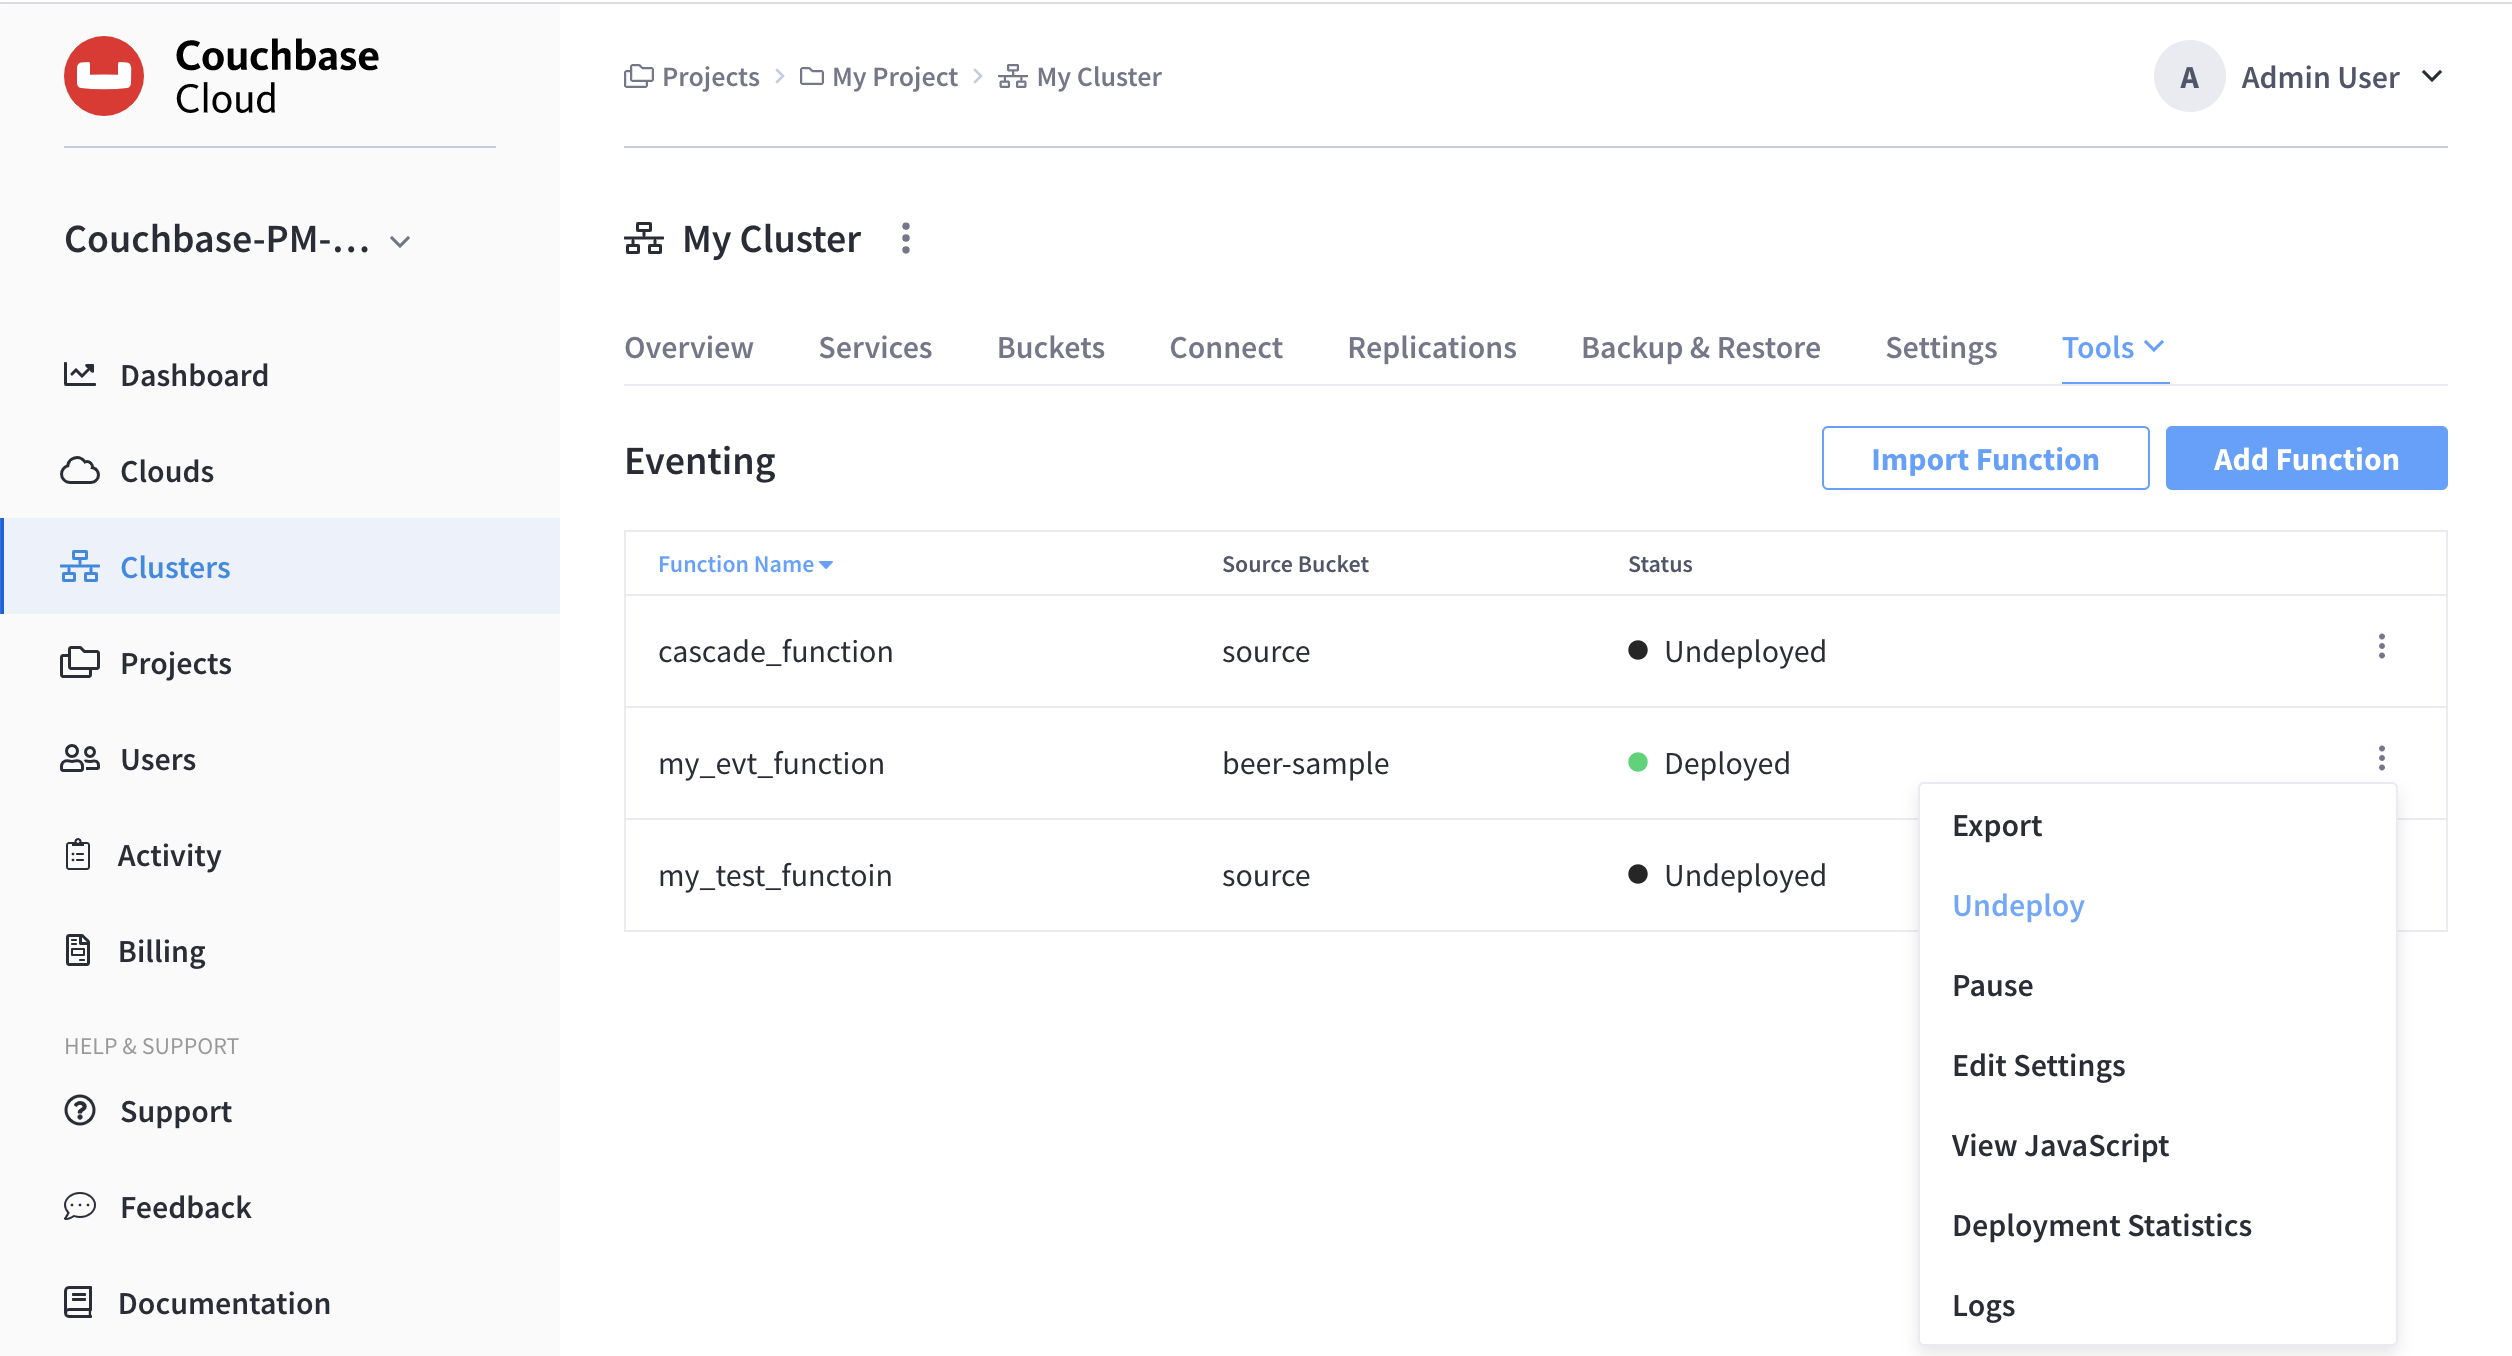 Couchbase
Cloud
Projects > My Project > My Cluster
A Admin User
Couchbase-PM-...
My Cluster
Dashboard
Clouds
Clusters
Projects
Users
Activity
Billing
HELP & SUPPORT
Support
Feedback
Documentation
Overview Services Buckets Connect Replications Backup & Restore Settings Tools
Eventing
Import Function Add Function
Function Name Source Bucket Status
cascade_function source Undeployed
my_evt_function beer-sample Deployed
my_test_functoin source Undeployed
Export
Undeploy
Pause
Edit Settings
View JavaScript
Deployment Statistics
Logs